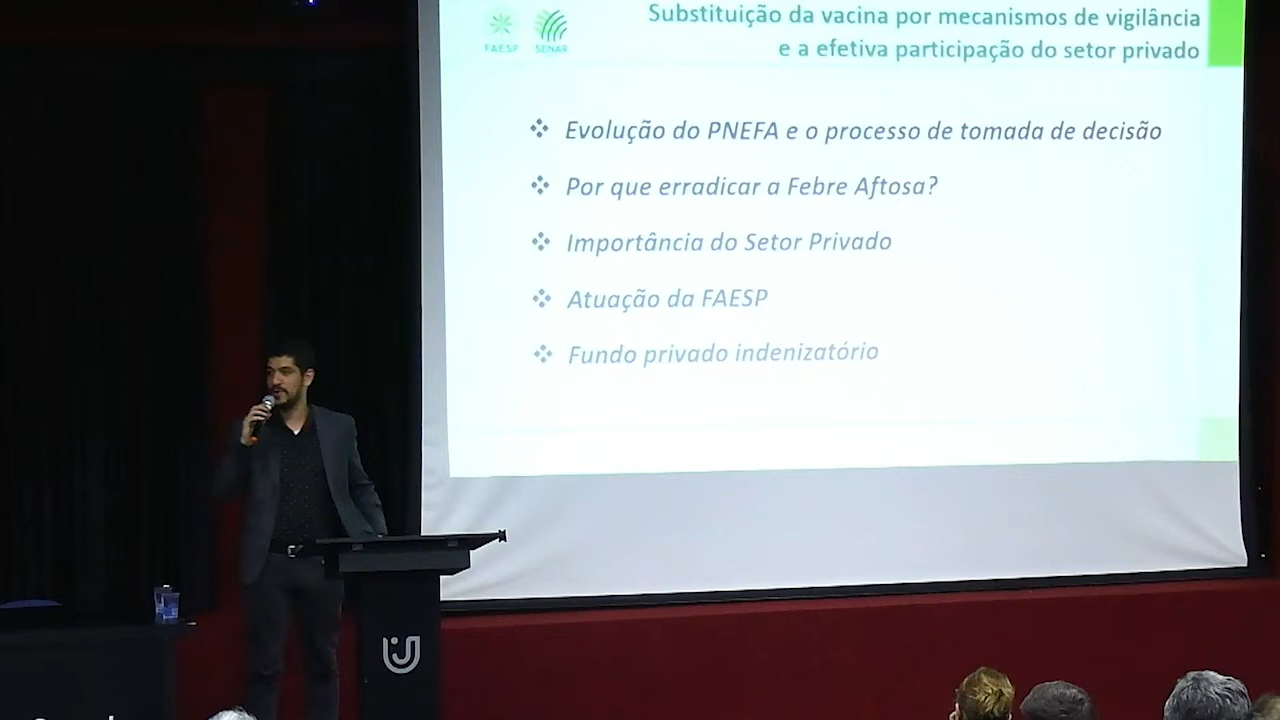 FAESP SENAR
Substituição da vacina por mecanismos de vigilância
e a efetiva participação do setor privado
Evolução do PNEFA e o processo de tomada de decisão
Por que erradicar a Febre Aftosa?
Importância do Setor Privado
Atuação da FAESP
Fundo privado indenizatório